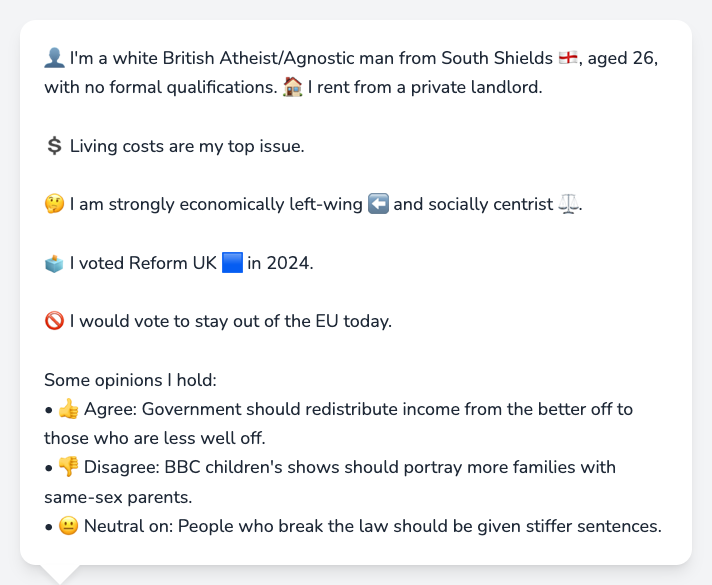 👤 I'm a white British Atheist/Agnostic man from South Shields 🏴󠁧󠁢󠁥󠁮󠁧󠁿, aged 26,
with no formal qualifications. 🏠 I rent from a private landlord.
💲 Living costs are my top issue.
🤔 I am strongly economically left-wing ⬅️ and socially centrist ⚖️.
🗳️ I voted Reform UK 🟦 in 2024.
🚫 I would vote to stay out of the EU today.
Some opinions I hold:
• 👍 Agree: Government should redistribute income from the better off to
those who are less well off.
• 👎 Disagree: BBC children's shows should portray more families with
same-sex parents.
• 😐 Neutral on: People who break the law should be given stiffer sentences.